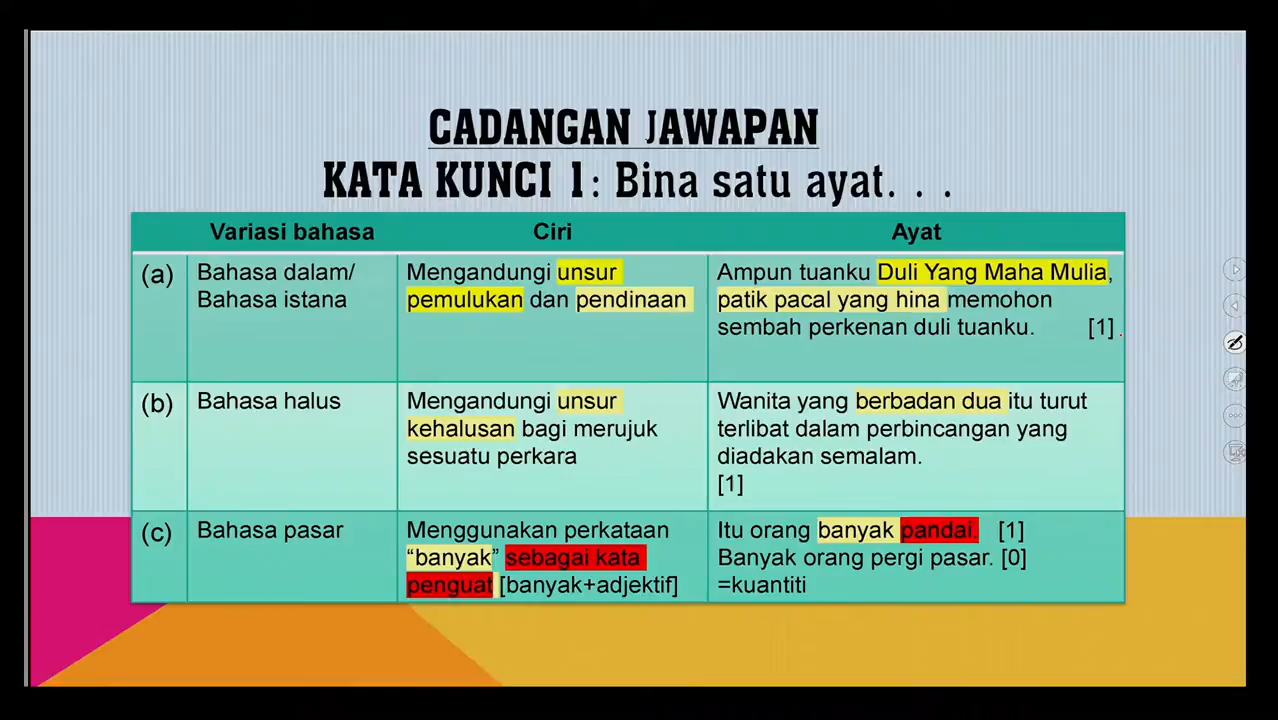 CADANGAN JAWAPAN
KATA KUNCI 1: Bina satu ayat. . .
Variasi bahasa
Ciri
Ayat
(a)
Bahasa dalam/
Bahasa istana
Mengandungi unsur
pemulukan dan pendinaan
Ampun tuanku Duli Yang Maha Mulia,
patik pacal yang hina memohon
sembah perkenan duli tuanku. [1] .
(b)
Bahasa halus
Mengandungi unsur
kehalusan bagi merujuk
sesuatu perkara
Wanita yang berbadan dua itu turut
terlibat dalam perbincangan yang
diadakan semalam.
[1]
(c)
Bahasa pasar
Menggunakan perkataan
“banyak” sebagai kata
penguat [banyak+adjektif]
Itu orang banyak pandai. [1]
Banyak orang pergi pasar. [0]
=kuantiti